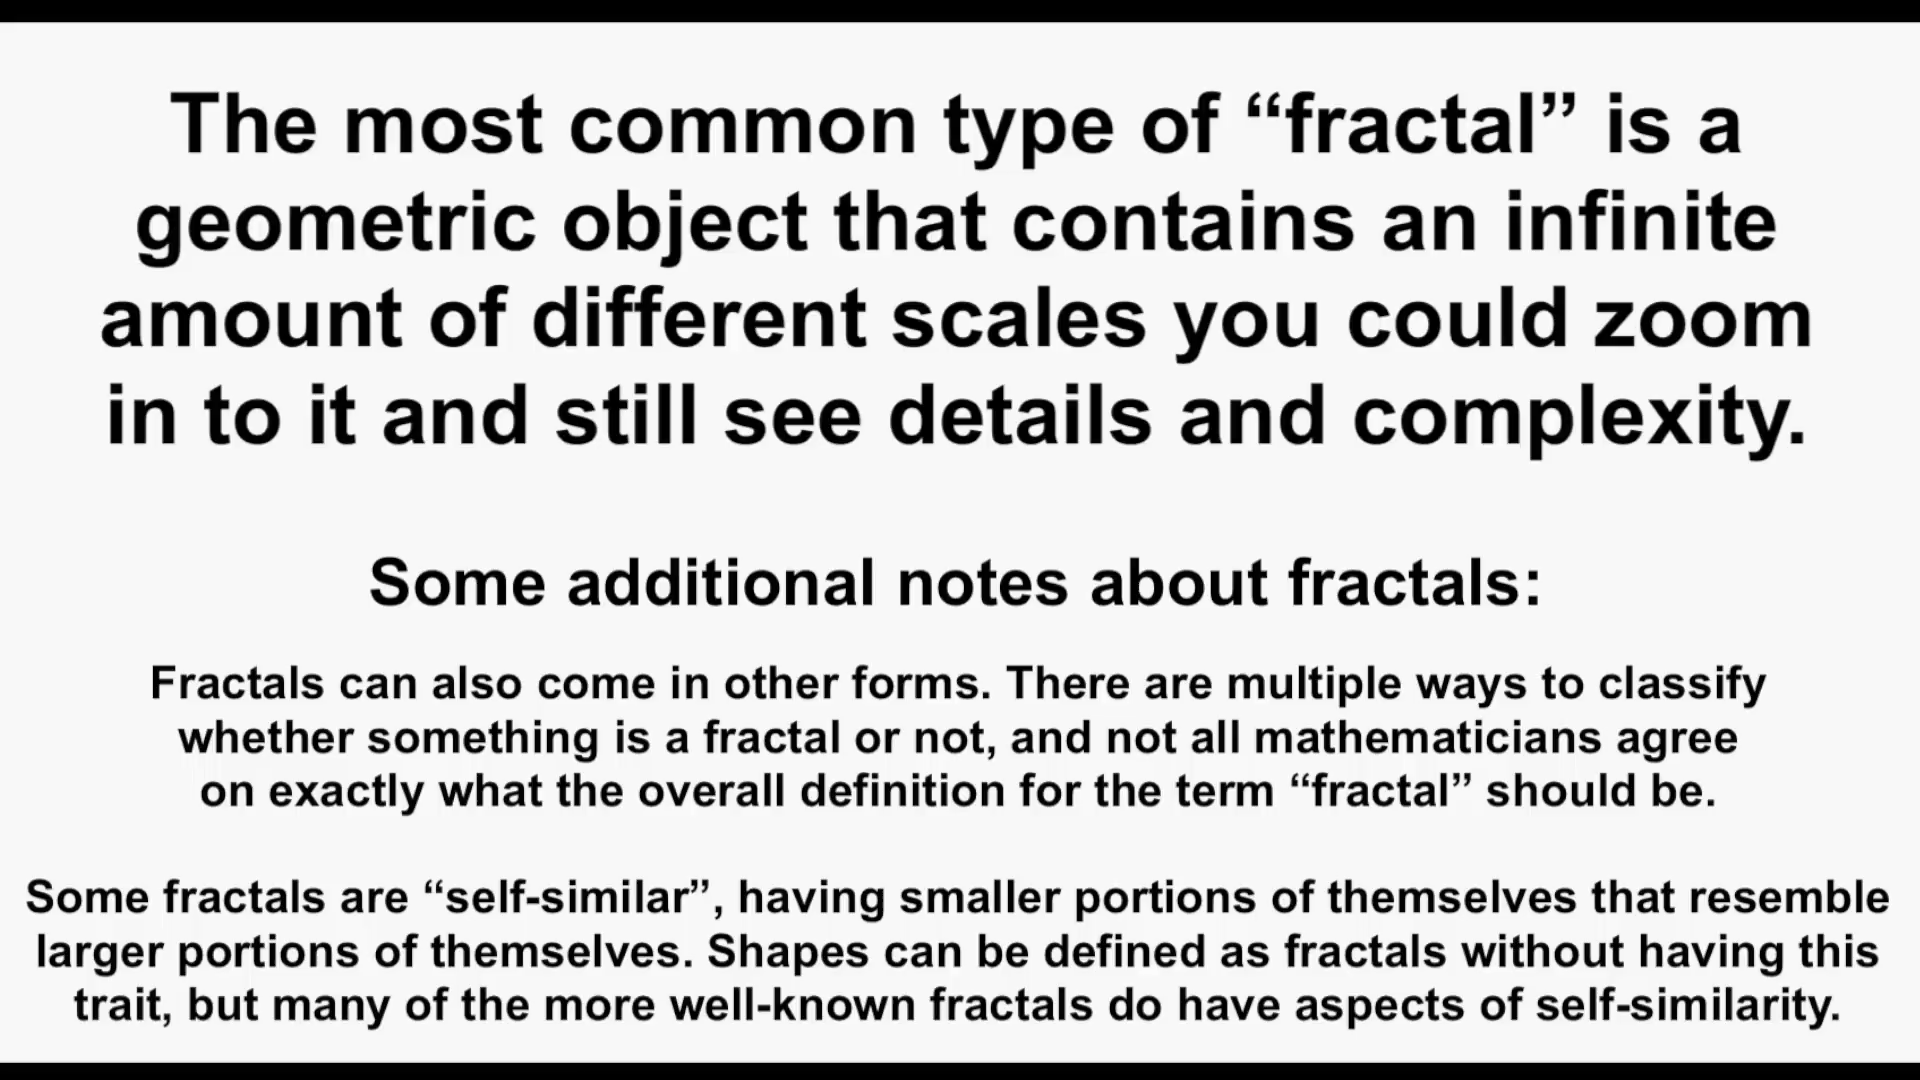 The most common type of “fractal” is a
geometric object that contains an infinite
amount of different scales you could zoom
in to it and still see details and complexity.
Some additional notes about fractals:
Fractals can also come in other forms. There are multiple ways to classify
whether something is a fractal or not, and not all mathematicians agree
on exactly what the overall definition for the term “fractal” should be.
Some fractals are “self-similar”, having smaller portions of themselves that resemble
larger portions of themselves. Shapes can be defined as fractals without having this
trait, but many of the more well-known fractals do have aspects of self-similarity.